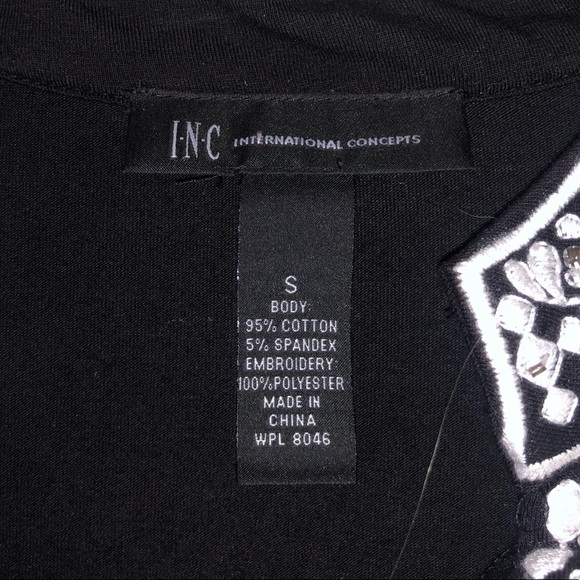 I·N·C INTERNATIONAL CONCEPTS
S
BODY:
95% COTTON
5% SPANDEX
EMBROIDERY:
100%POLYESTER
MADE IN
CHINA
WPL 8046